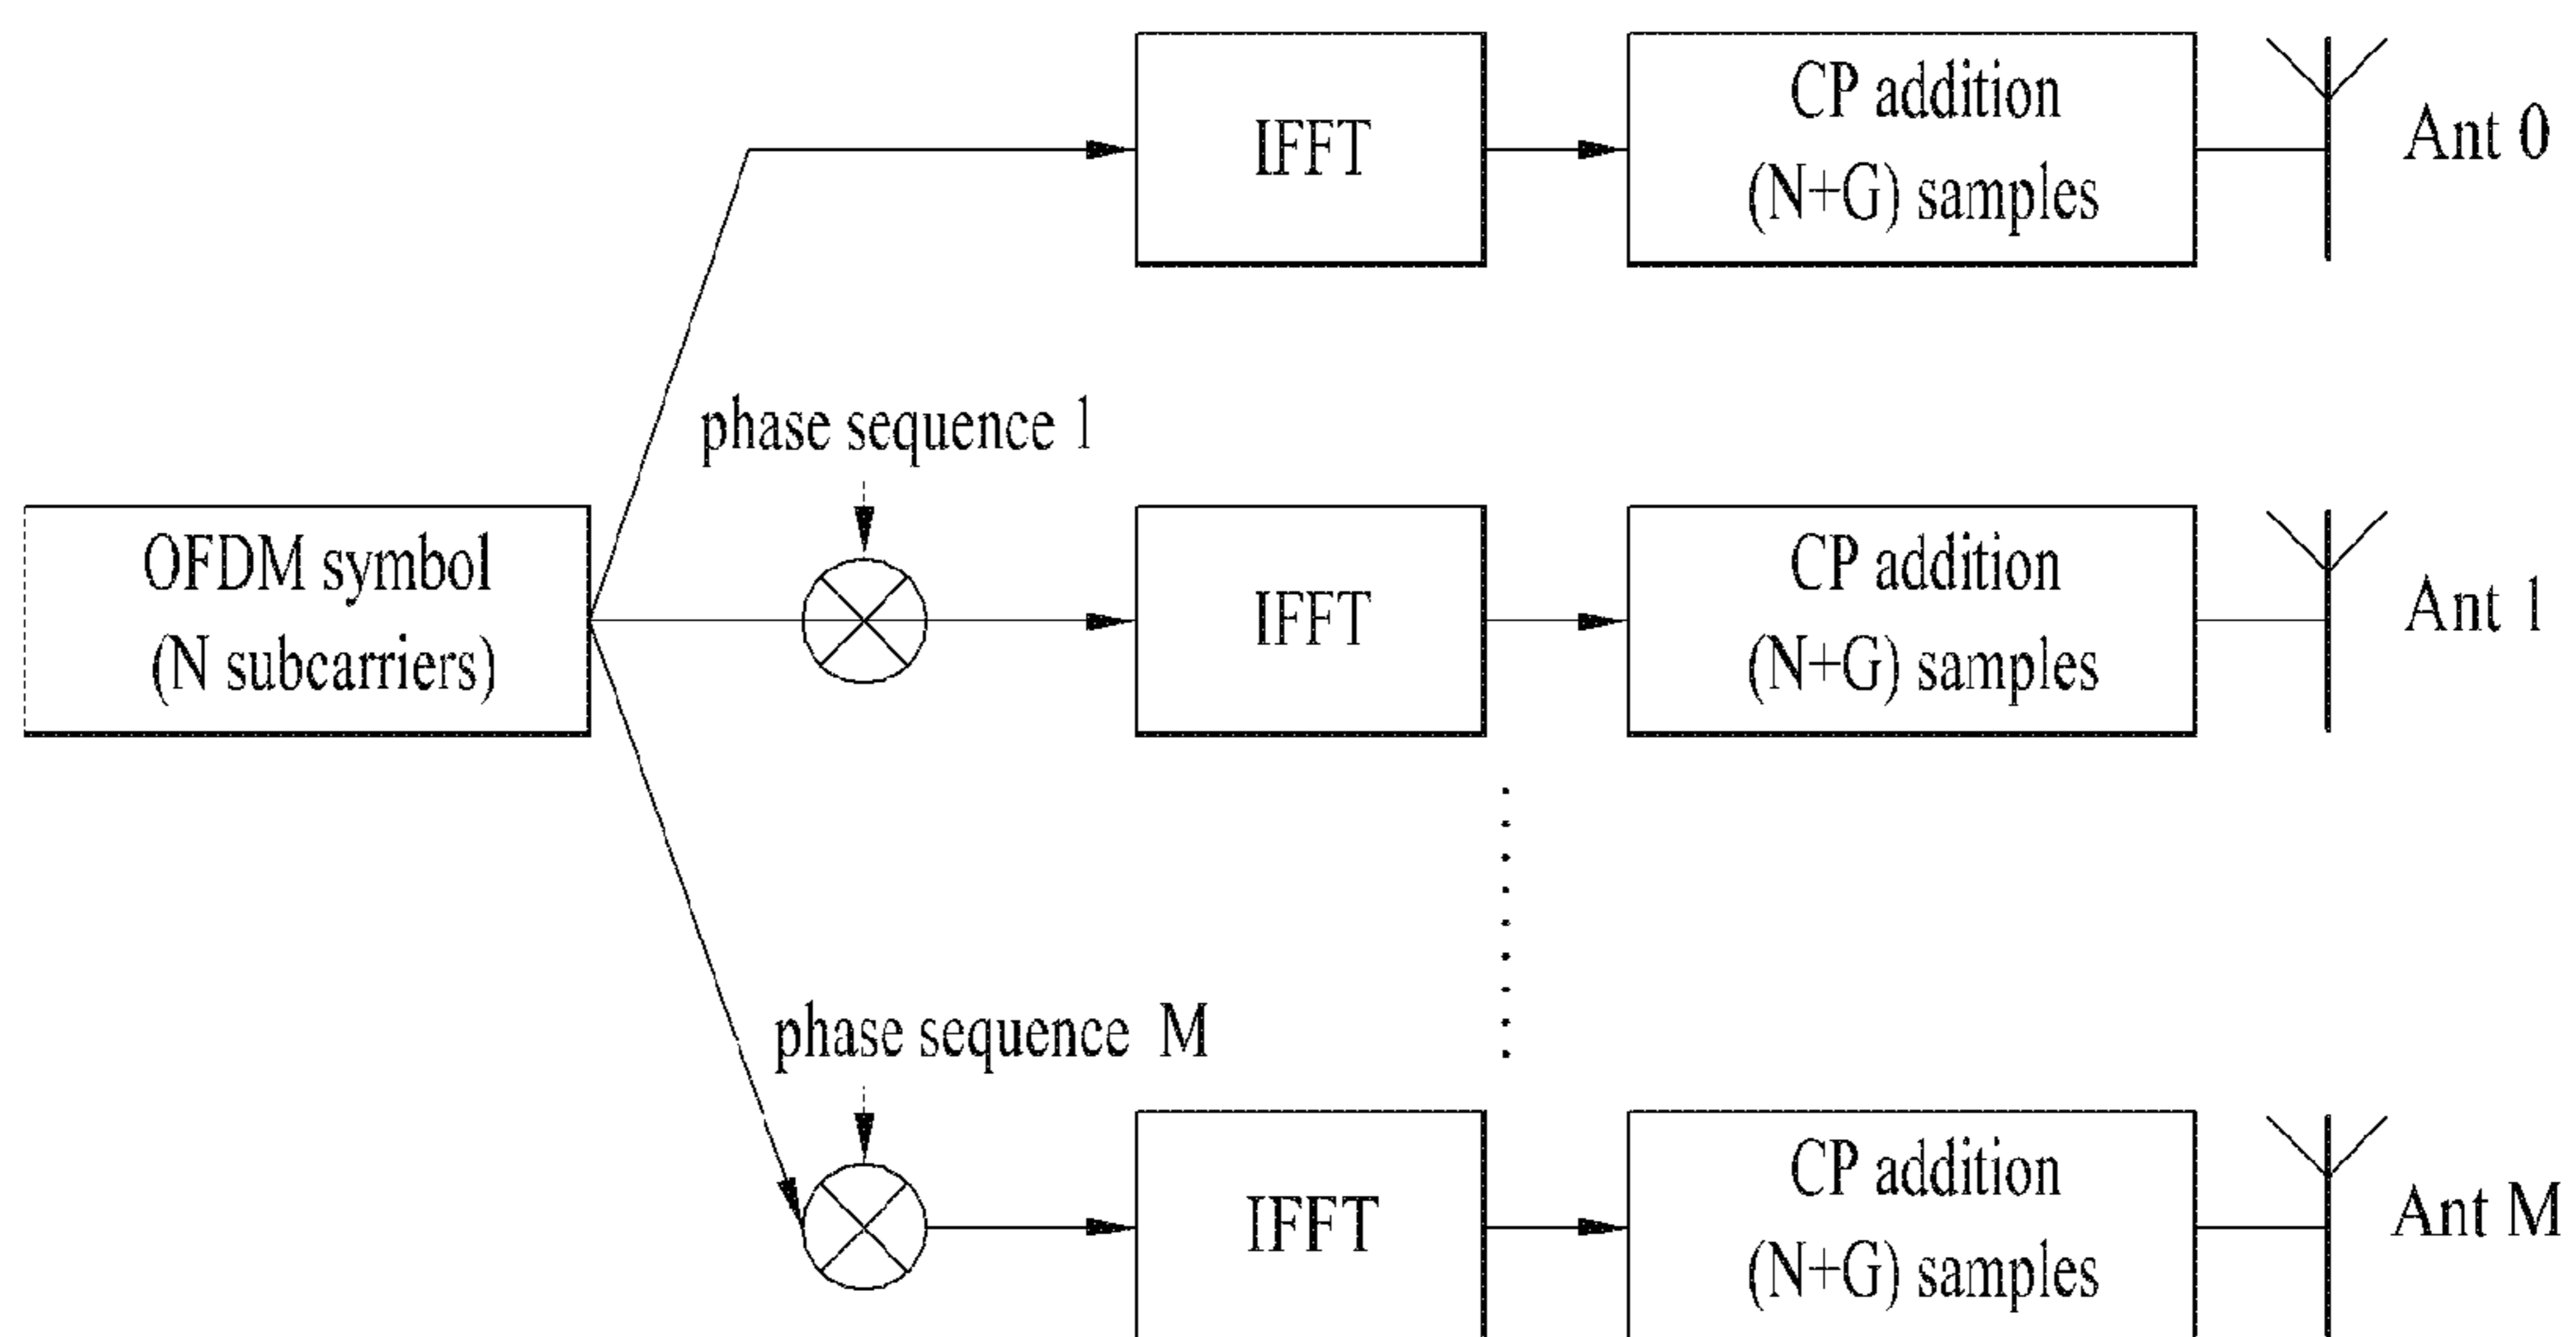 IFFT
CP addition
(N+G) samples
Ant 0
phase sequence 1
OFDM symbol
(N subcarriers)
IFFT
CP addition
(N+G) samples
Ant 1
phase sequence M
IFFT
CP addition
(N+G) samples
Ant M